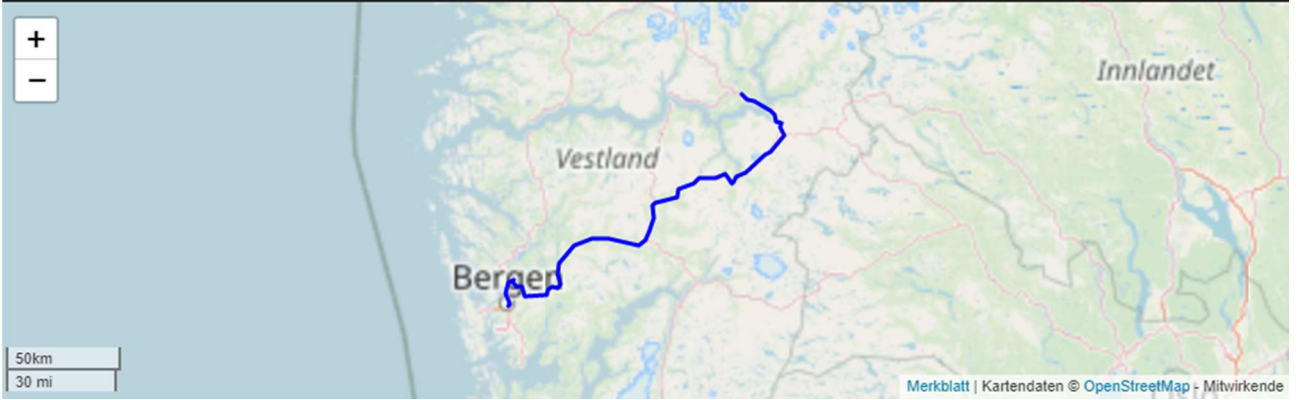 +
−
Innlandet
Vestland
Bergen
50km
30 mi
Merkblatt | Kartendaten © OpenStreetMap - Mitwirkende